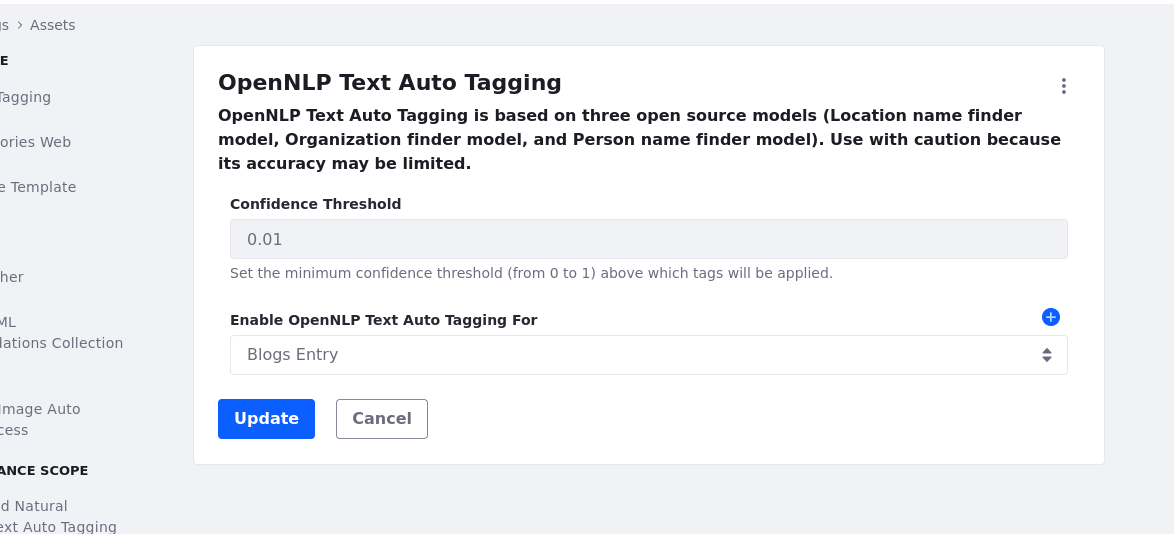 gs > Assets
E
Tagging
ories Web
e Template
her
ML
lations Collection
Image Auto
cess
ANCE SCOPE
d Natural
ext Auto Tagging
OpenNLP Text Auto Tagging
OpenNLP Text Auto Tagging is based on three open source models (Location name finder
model, Organization finder model, and Person name finder model). Use with caution because
its accuracy may be limited.
Confidence Threshold
0.01
Set the minimum confidence threshold (from 0 to 1) above which tags will be applied.
Enable OpenNLP Text Auto Tagging For
Blogs Entry
Update
Cancel